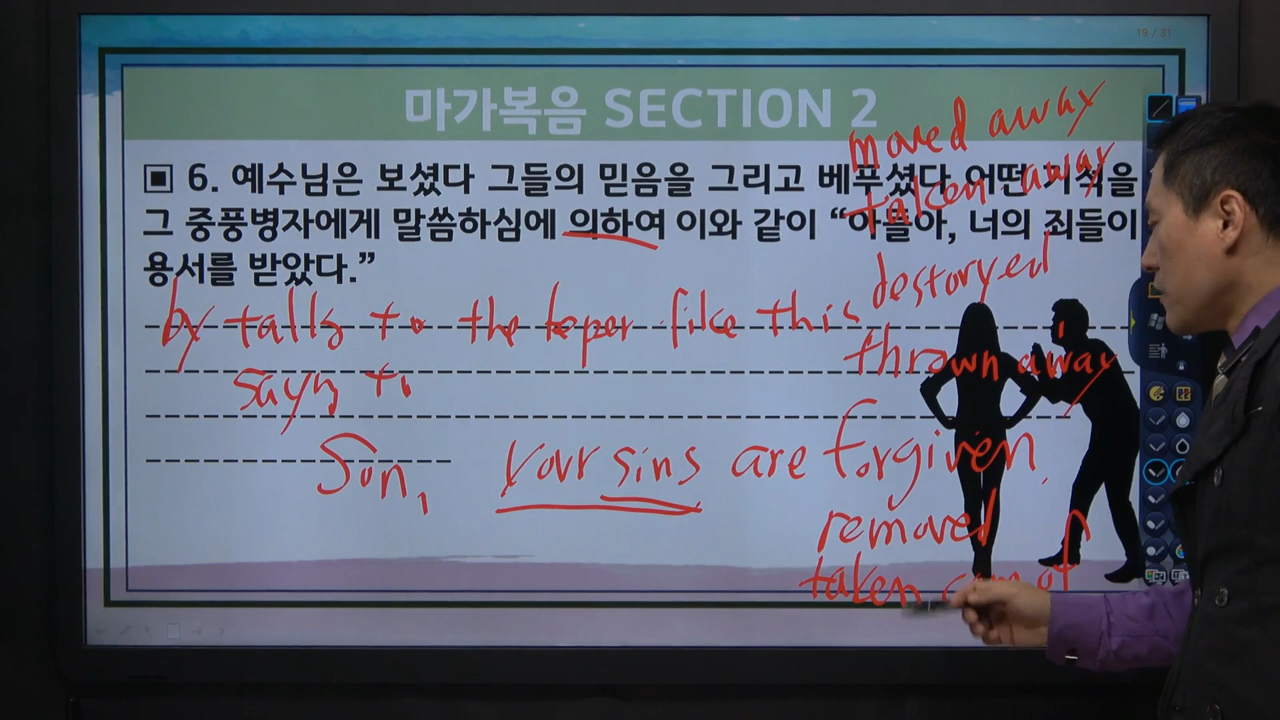 19 / 31
마가복음 SECTION 2
moved away
▣ 6. 예수님은 보셨다 그들의 믿음을 그리고 베푸셨다 어떤 기적을
taken away
그 중풍병자에게 말씀하심에 의하여 이와 같이 “아들아, 너의 죄들이
용서를 받았다.”
destoryed
by talls to the leper like this
thrown away
says to
Son, your sins are forgiven.
removed
taken care of